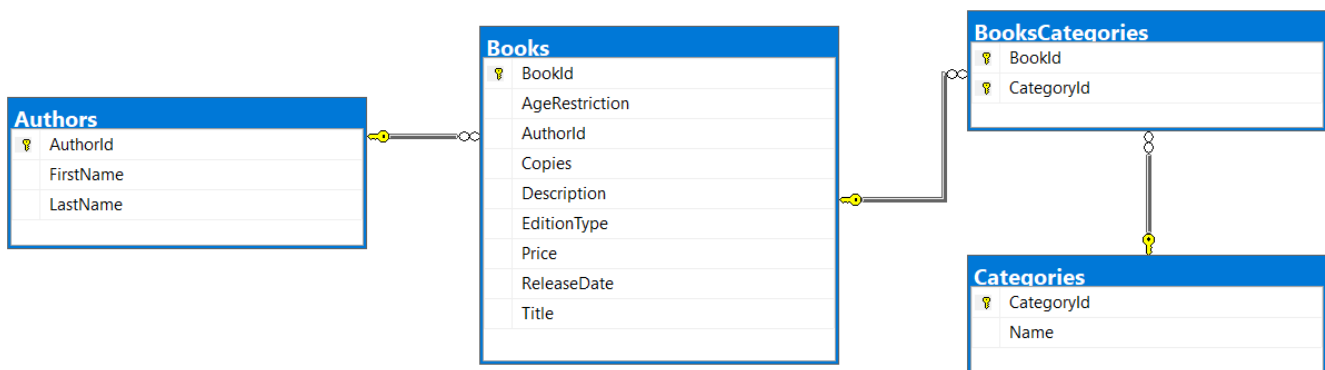 Authors
AuthorId
FirstName
LastName
Books
BookId
AgeRestriction
AuthorId
Copies
Description
EditionType
Price
ReleaseDate
Title
BooksCategories
BookId
CategoryId
Categories
CategoryId
Name